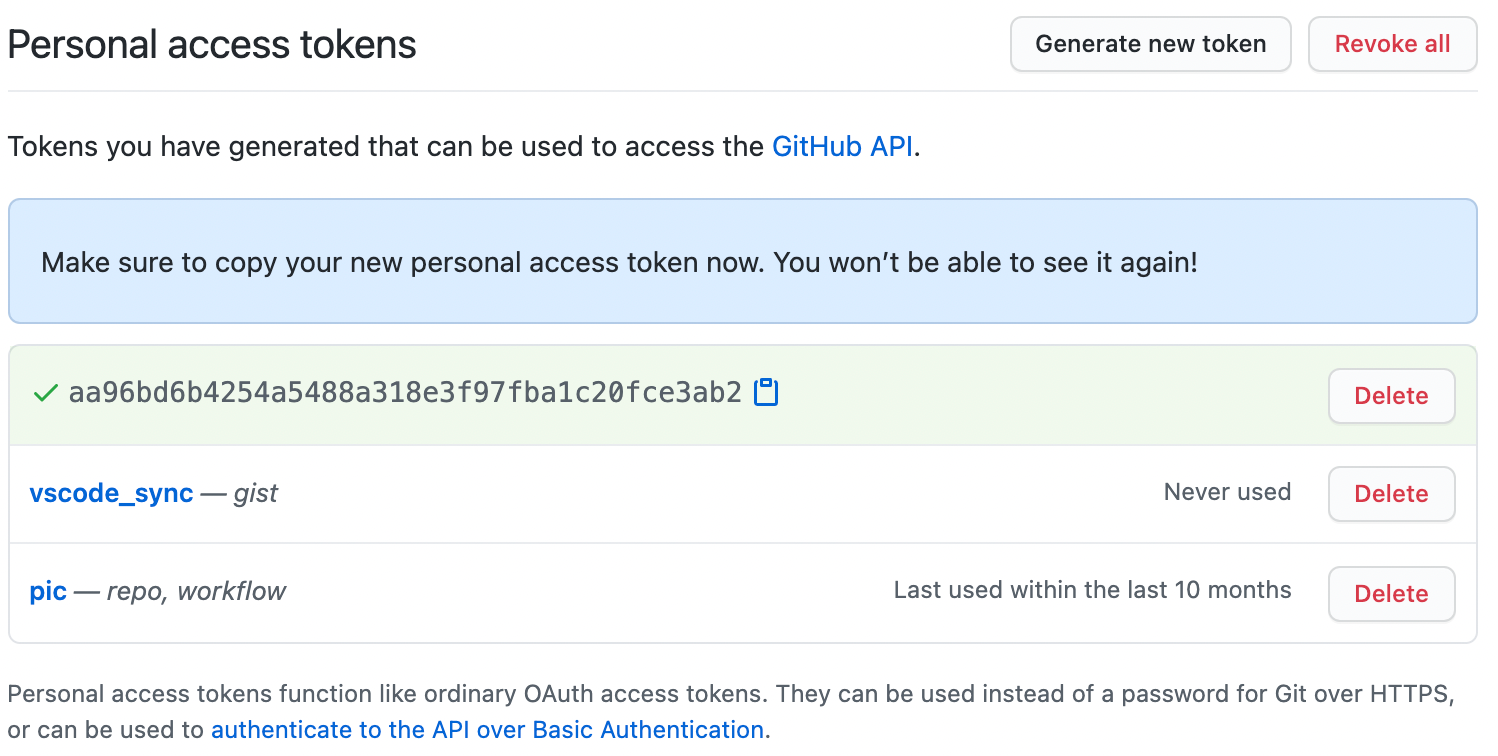 Personal access tokens
Generate new token
Revoke all
Tokens you have generated that can be used to access the GitHub API.
Make sure to copy your new personal access token now. You won’t be able to see it again!
aa96bd6b4254a5488a318e3f97fba1c20fce3ab2
Delete
vscode_sync — gist
Never used
Delete
pic — repo, workflow
Last used within the last 10 months
Delete
Personal access tokens function like ordinary OAuth access tokens. They can be used instead of a password for Git over HTTPS,
or can be used to authenticate to the API over Basic Authentication.